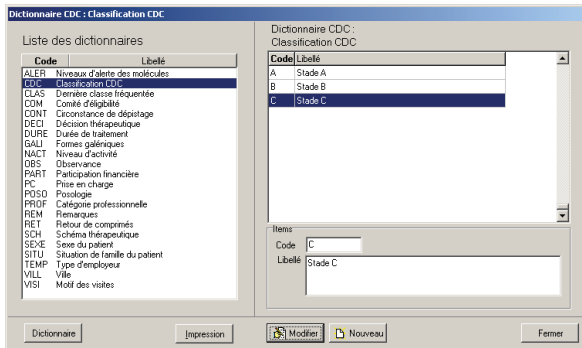 Dictionnaire CDC : Classification CDC
Liste des dictionnaires
Code Libellé
ALER Niveaux d'alerte des molécules
CDC Classification CDC
CLAS Dernière classe fréquentée
COM Comité d'éligibilité
CONT Circonstance de dépistage
DECI Décision thérapeutique
DURE Durée de traitement
GALI Formes galéniques
NACT Niveau d'activité
OBS Observance
PART Participation financière
PC Prise en charge
POSO Posologie
PROF Catégorie professionnelle
REM Remarques
RET Retour de comprimés
SCH Schéma thérapeutique
SEXE Sexe du patient
SITU Situation de famille du patient
TEMP Type d'employeur
VILL Ville
VISI Motif des visites
Dictionnaire CDC :
Classification CDC
Code Libellé
A Stade A
B Stade B
C Stade C
Items
Code C
Libellé Stade C
Dictionnaire Impression Modifier Nouveau Fermer